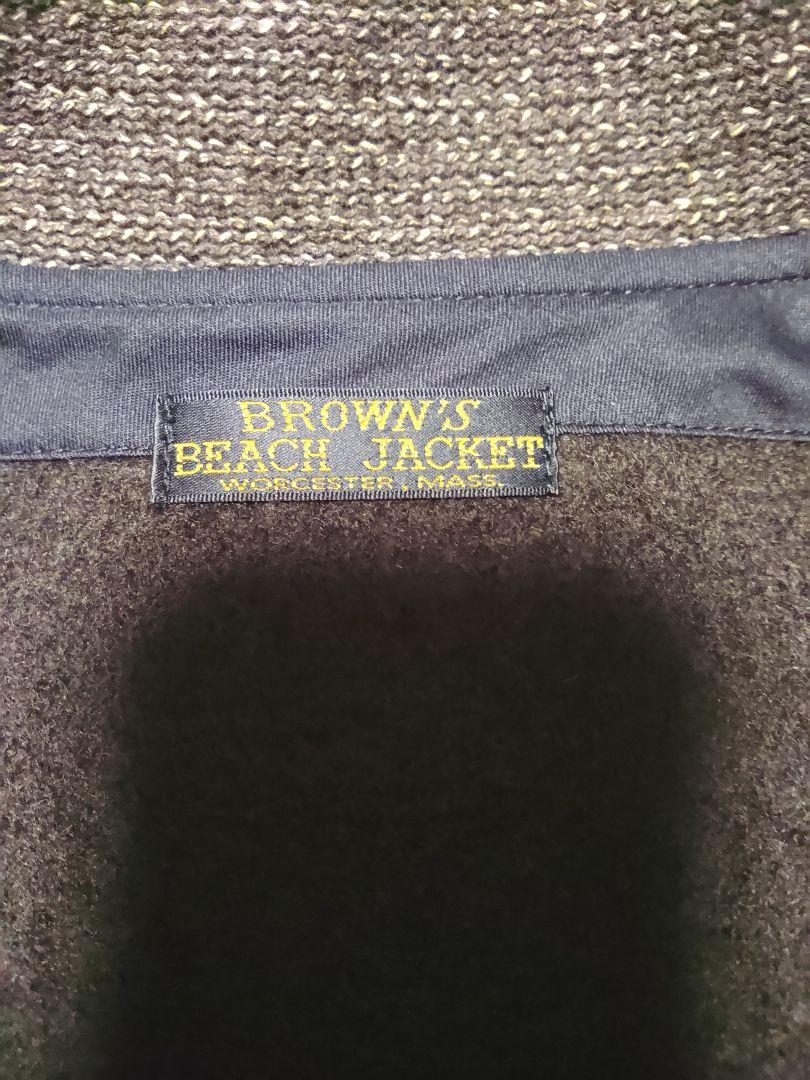 BROWN'S
BEACH JACKET
WORCESTER, MASS.